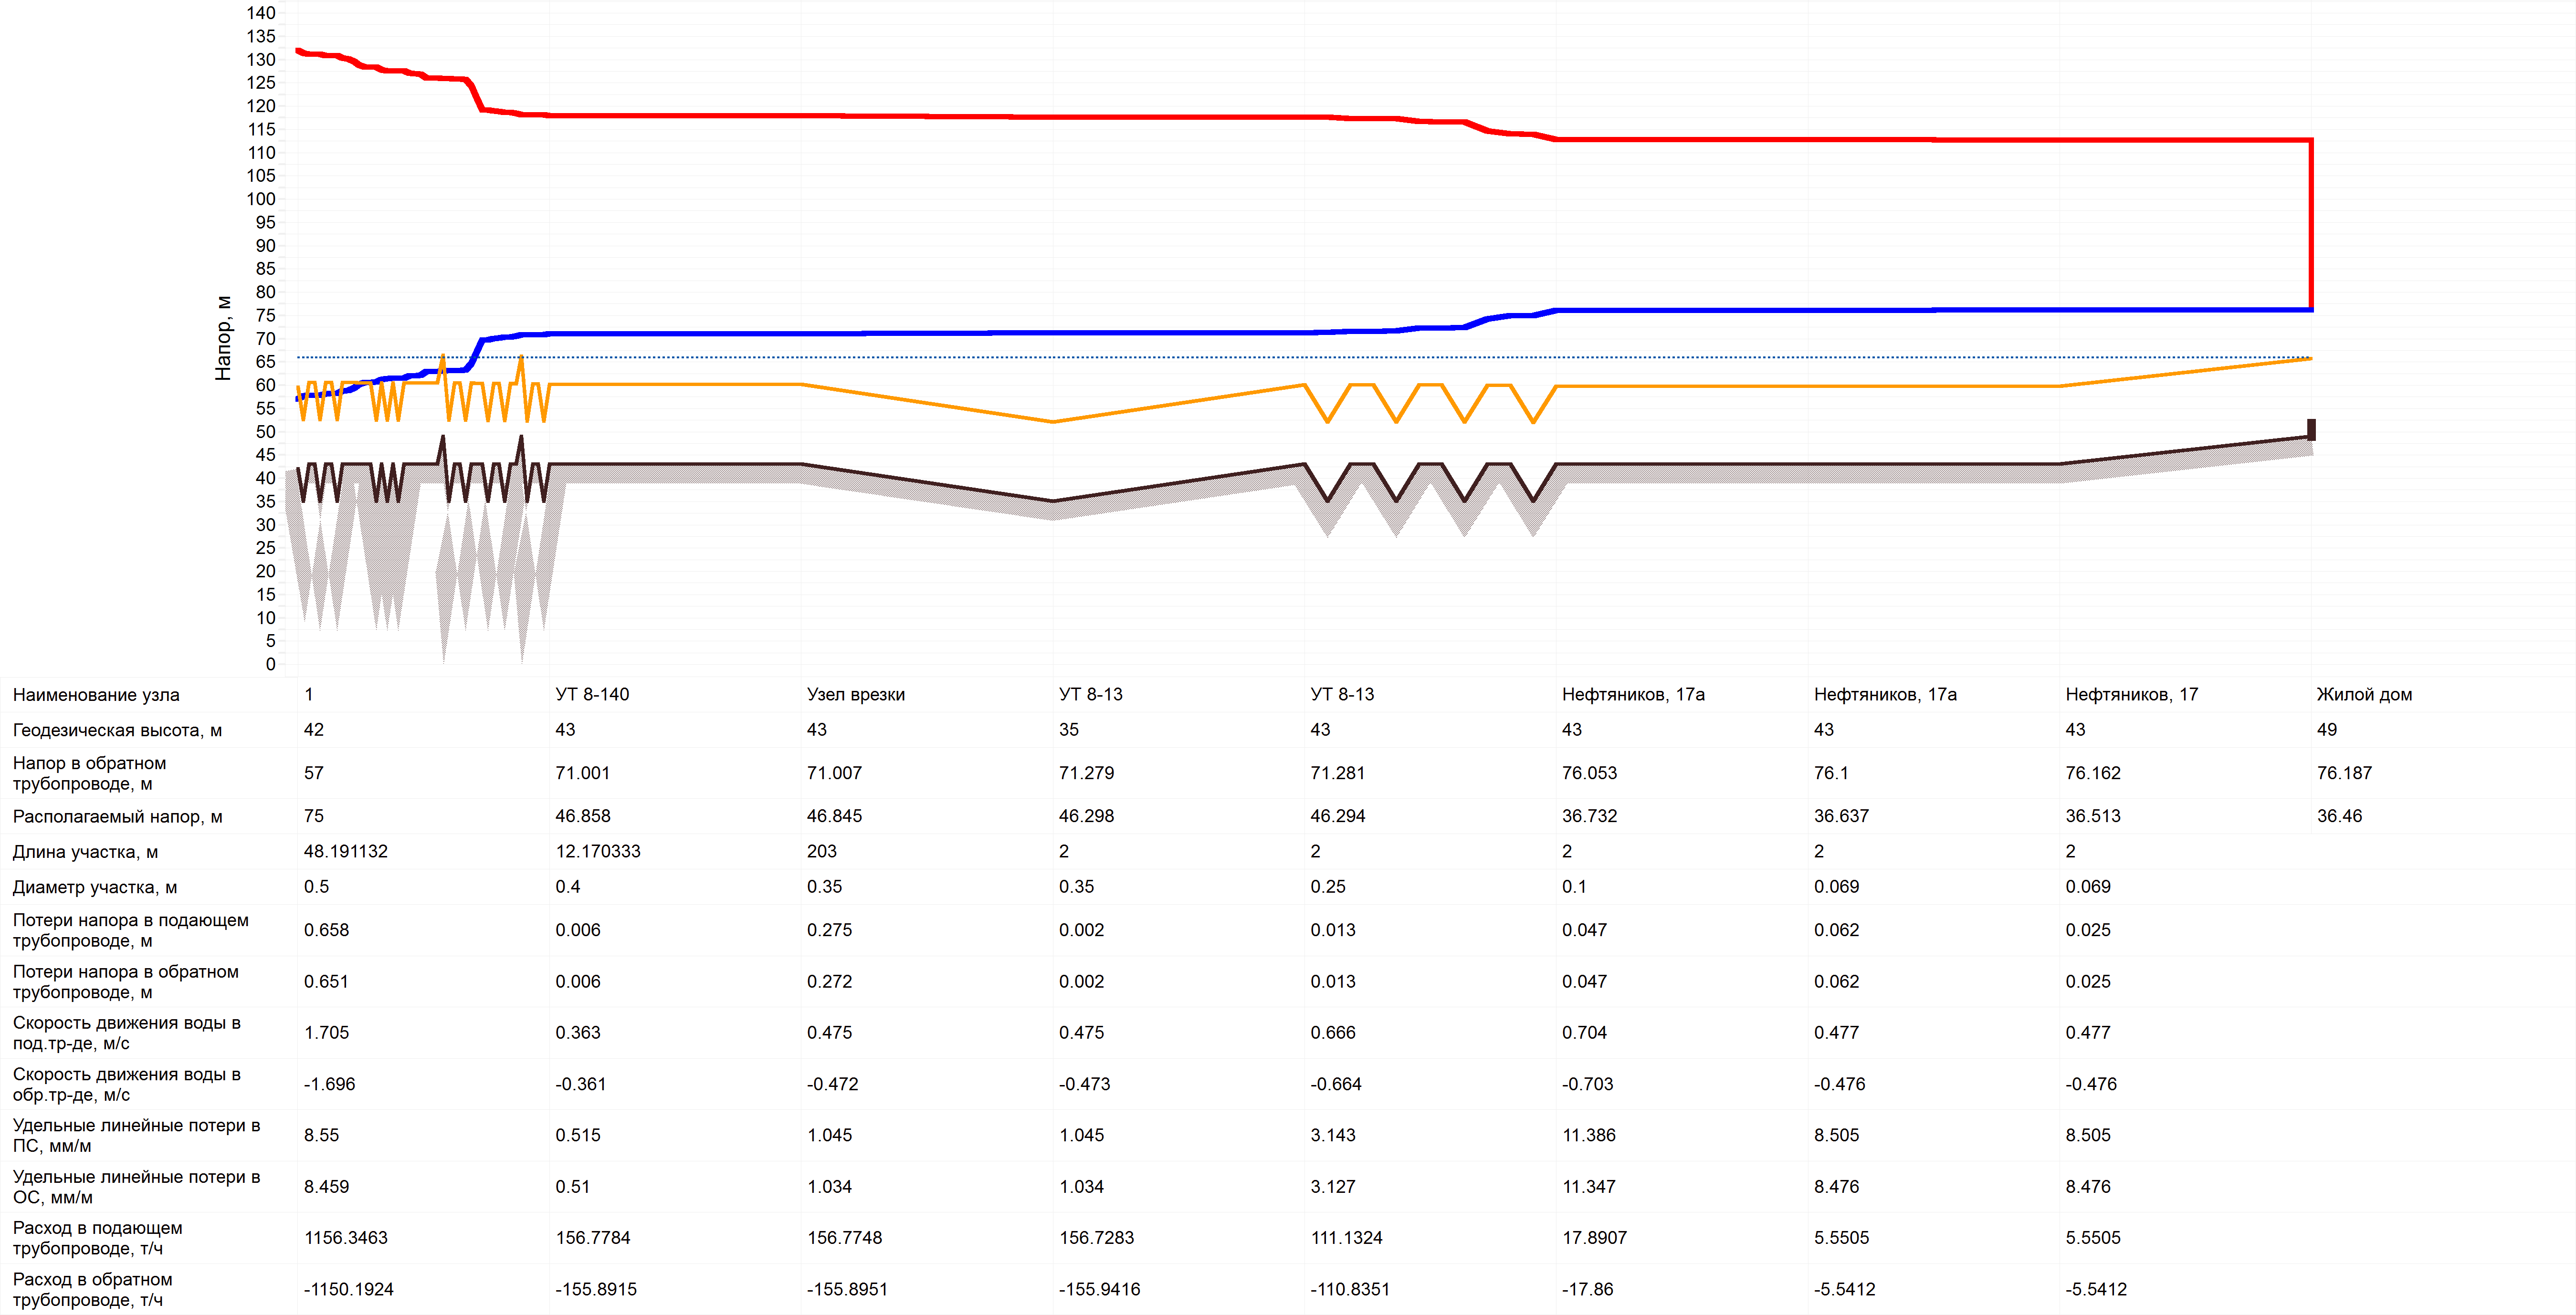 140
135
130
125
120
115
110
105
100
95
90
85
80
75
70
65
60
55
50
45
40
35
30
25
20
15
10
5
0
Напор, м
Наименование узла 1 УТ 8-140 Узел врезки УТ 8-13 УТ 8-13 Нефтяников, 17а Нефтяников, 17а Нефтяников, 17 Жилой дом
Геодезическая высота, м 42 43 43 35 43 43 43 43 49
Напор в обратном
трубопроводе, м 57 71.001 71.007 71.279 71.281 76.053 76.1 76.162 76.187
Располагаемый напор, м 75 46.858 46.845 46.298 46.294 36.732 36.637 36.513 36.46
Длина участка, м 48.191132 12.170333 203 2 2 2 2 2
Диаметр участка, м 0.5 0.4 0.35 0.35 0.25 0.1 0.069 0.069
Потери напора в подающем
трубопроводе, м 0.658 0.006 0.275 0.002 0.013 0.047 0.062 0.025
Потери напора в обратном
трубопроводе, м 0.651 0.006 0.272 0.002 0.013 0.047 0.062 0.025
Скорость движения воды в
под.тр-де, м/с 1.705 0.363 0.475 0.475 0.666 0.704 0.477 0.477
Скорость движения воды в
обр.тр-де, м/с -1.696 -0.361 -0.472 -0.473 -0.664 -0.703 -0.476 -0.476
Удельные линейные потери в
ПС, мм/м 8.55 0.515 1.045 1.045 3.143 11.386 8.505 8.505
Удельные линейные потери в
ОС, мм/м 8.459 0.51 1.034 1.034 3.127 11.347 8.476 8.476
Расход в подающем
трубопроводе, т/ч 1156.3463 156.7784 156.7748 156.7283 111.1324 17.8907 5.5505 5.5505
Расход в обратном
трубопроводе, т/ч -1150.1924 -155.8915 -155.8951 -155.9416 -110.8351 -17.86 -5.5412 -5.5412